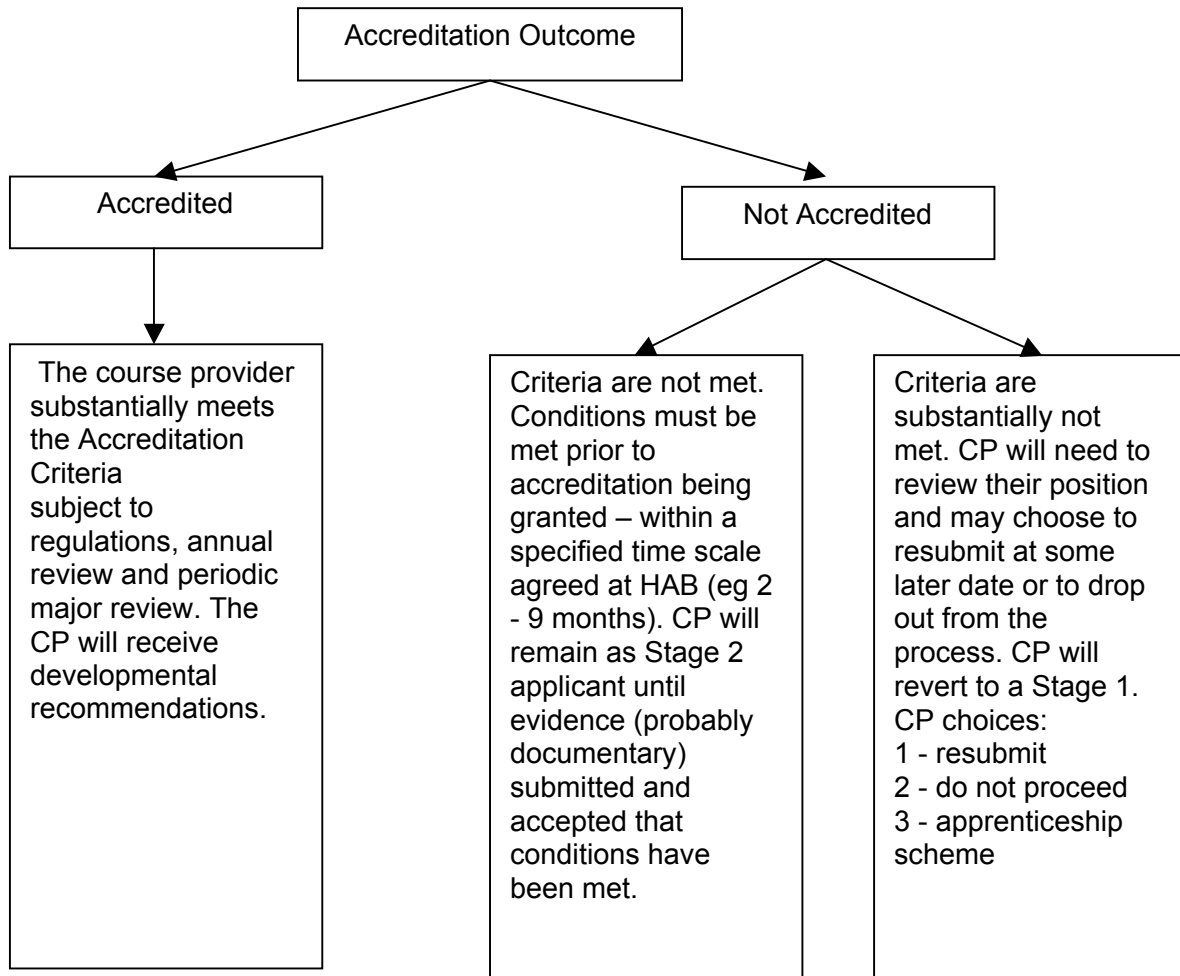 Accreditation Outcome
Accredited
Not Accredited
The course provider
substantially meets
the Accreditation
Criteria
subject to
regulations, annual
review and periodic
major review. The
CP will receive
developmental
recommendations.
Criteria are not met.
Conditions must be
met prior to
accreditation being
granted – within a
specified time scale
agreed at HAB (eg 2
- 9 months). CP will
remain as Stage 2
applicant until
evidence (probably
documentary)
submitted and
accepted that
conditions have
been met.
Criteria are
substantially not
met. CP will need to
review their position
and may choose to
resubmit at some
later date or to drop
out from the
process. CP will
revert to a Stage 1.
CP choices:
1 - resubmit
2 - do not proceed
3 - apprenticeship
scheme